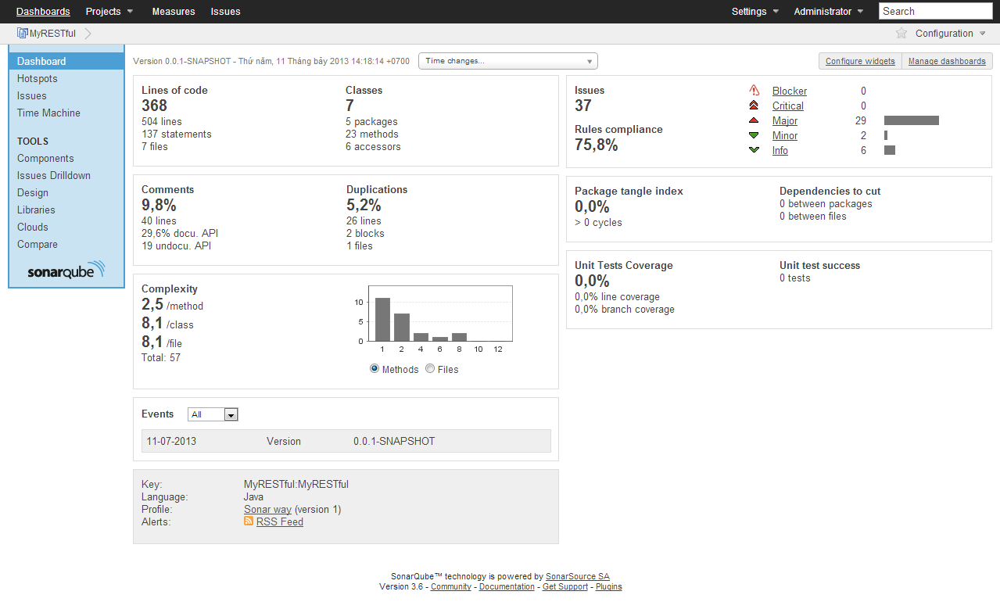 Dashboards Projects Measures Issues Settings Administrator Search
MyRESTful Configuration
Dashboard
Hotspots
Issues
Time Machine
TOOLS
Components
Issues Drilldown
Design
Libraries
Clouds
Compare
sonarqube
Version 0.0.1-SNAPSHOT - Thứ năm, 11 Tháng bảy 2013 14:18:14 +0700 Time changes... Configure widgets Manage dashboards
Lines of code
368
504 lines
137 statements
7 files
Classes
7
5 packages
23 methods
6 accessors
Comments
9,8%
40 lines
29,6% docu. API
19 undocu. API
Duplications
5,2%
26 lines
2 blocks
1 files
Complexity
2,5 /method
8,1 /class
8,1 /file
Total: 57
10
5
0
1 2 4 6 8 10 12
Methods Files
Events All
11-07-2013 Version 0.0.1-SNAPSHOT
Key: MyRESTful:MyRESTful
Language: Java
Profile: Sonar way (version 1)
Alerts: RSS Feed
Issues
37
Rules compliance
75,8%
Blocker 0
Critical 0
Major 29
Minor 2
Info 6
Package tangle index
0,0%
> 0 cycles
Dependencies to cut
0 between packages
0 between files
Unit Tests Coverage
0,0%
0,0% line coverage
0,0% branch coverage
Unit test success
0 tests
SonarQube™ technology is powered by SonarSource SA
Version 3.6 - Community - Documentation - Get Support - Plugins